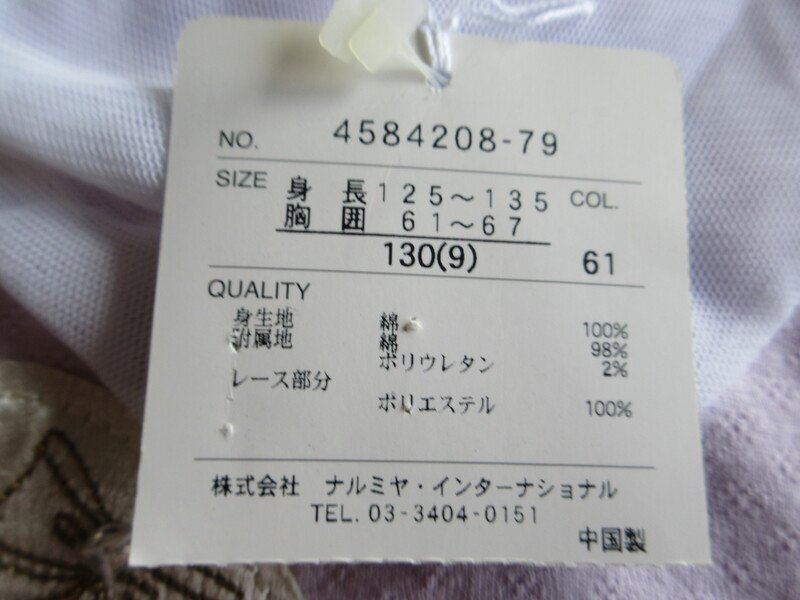 NO. 4584208-79
SIZE 身長 125～135 COL.
胸囲 61～67
130(9) 61
QUALITY
身生地 綿 100%
附属地 綿 98%
ポリウレタン 2%
レース部分
ポリエステル 100%
株式会社 ナルミヤ・インターナショナル
TEL. 03-3404-0151
中国製